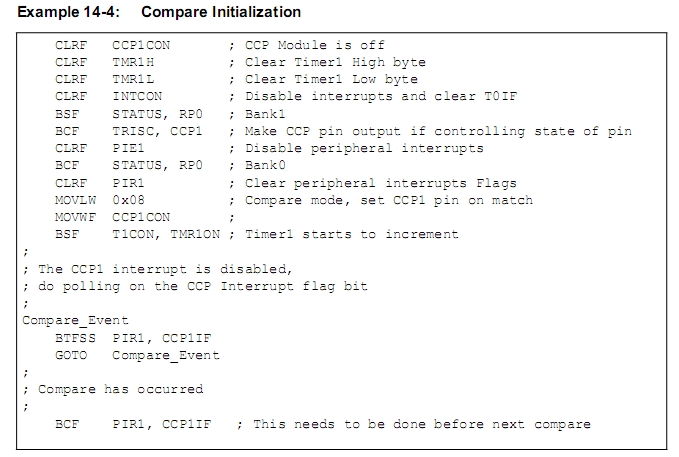 Example 14-4: Compare Initialization
CLRF CCP1CON ; CCP Module is off
CLRF TMR1H ; Clear Timer1 High byte
CLRF TMR1L ; Clear Timer1 Low byte
CLRF INTCON ; Disable interrupts and clear T0IF
BSF STATUS, RP0 ; Bank1
BCF TRISC, CCP1 ; Make CCP pin output if controlling state of pin
CLRF PIE1 ; Disable peripheral interrupts
BCF STATUS, RP0 ; Bank0
CLRF PIR1 ; Clear peripheral interrupts Flags
MOVLW 0x08 ; Compare mode, set CCP1 pin on match
MOVWF CCP1CON ;
BSF T1CON, TMR1ON ; Timer1 starts to increment
;
; The CCP1 interrupt is disabled,
; do polling on the CCP Interrupt flag bit
;
Compare_Event
BTFSS PIR1, CCP1IF
GOTO Compare_Event
;
; Compare has occurred
;
BCF PIR1, CCP1IF ; This needs to be done before next compare